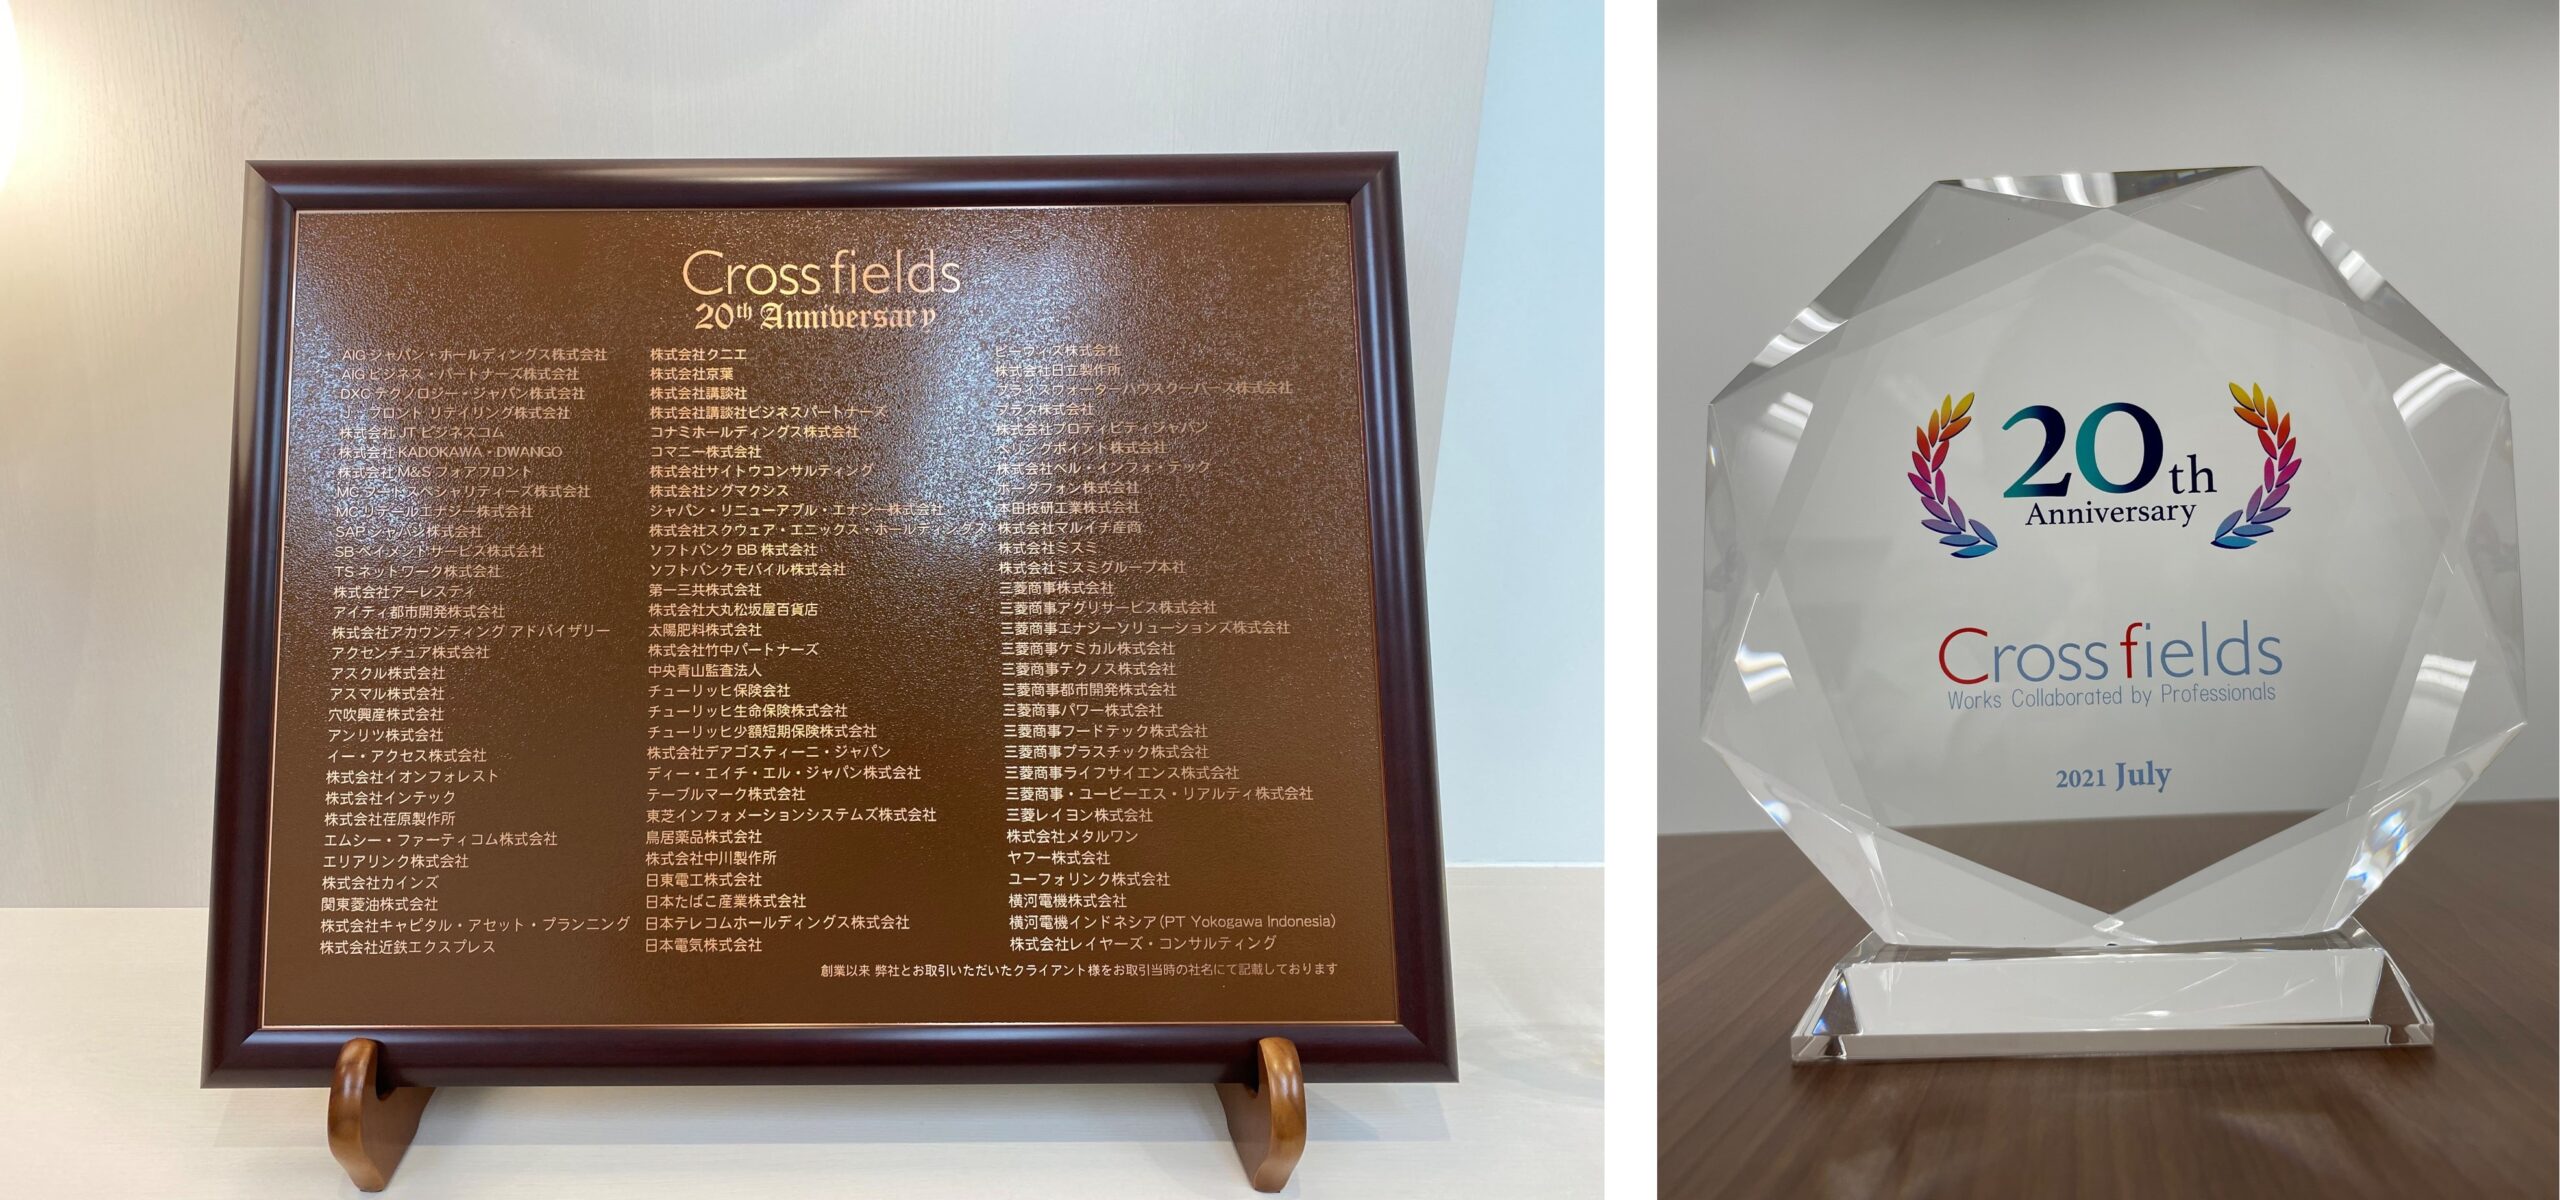 Cross fields
20th Anniversary
AIG ジャパン・ホールディングス株式会社
AIG ビジネス・パートナーズ株式会社
DXC テクノロジー・ジャパン株式会社
J. フロント リテイリング株式会社
株式会社 JT ビジネスコム
株式会社 KADOKAWA・DWANGO
株式会社 M&S フォアフロント
MC フードスペシャリティーズ株式会社
MC リテールエナジー株式会社
SAP ジャパン株式会社
SB ペイメントサービス株式会社
TS ネットワーク株式会社
株式会社アーレスティ
アイティ都市開発株式会社
株式会社アカウンティング アドバイザリー
アクセンチュア株式会社
アスクル株式会社
アスマル株式会社
穴吹興産株式会社
アンリツ株式会社
イー・アクセス株式会社
株式会社イオンフォレスト
株式会社インテック
株式会社荏原製作所
エムシー・ファーティコム株式会社
エリアリンク株式会社
株式会社カインズ
関東菱油株式会社
株式会社キャピタル・アセット・プランニング
株式会社近鉄エクスプレス
株式会社クニエ
株式会社京葉
株式会社講談社
株式会社講談社ビジネスパートナーズ
コナミホールディングス株式会社
コマニー株式会社
株式会社サイトウコンサルティング
株式会社シグマクシス
ジャパン・リニューアブル・エナジー株式会社
株式会社スクウェア・エニックス・ホールディングス
ソフトバンク BB 株式会社
ソフトバンクモバイル株式会社
第一三共株式会社
株式会社大丸松坂屋百貨店
太陽肥料株式会社
株式会社竹中パートナーズ
中央青山監査法人
チューリッヒ保険会社
チューリッヒ生命保険株式会社
チューリッヒ少額短期保険株式会社
株式会社デアゴスティーニ・ジャパン
ディー・エイチ・エル・ジャパン株式会社
テーブルマーク株式会社
東芝インフォメーションシステムズ株式会社
鳥居薬品株式会社
株式会社中川製作所
日東電工株式会社
日本たばこ産業株式会社
日本テレコムホールディングス株式会社
日本電気株式会社
ビーウィズ株式会社
株式会社日立製作所
プライスウォーターハウスクーパース株式会社
プラス株式会社
株式会社プロティビティジャパン
ベリングポイント株式会社
株式会社ベル・インフォ・テック
ボーダフォン株式会社
本田技研工業株式会社
株式会社マルイチ産商
株式会社ミスミ
株式会社ミスミグループ本社
三菱商事株式会社
三菱商事アグリサービス株式会社
三菱商事エナジーソリューションズ株式会社
三菱商事ケミカル株式会社
三菱商事テクノス株式会社
三菱商事都市開発株式会社
三菱商事パワー株式会社
三菱商事フードテック株式会社
三菱商事プラスチック株式会社
三菱商事ライフサイエンス株式会社
三菱商事・ユービーエス・リアルティ株式会社
三菱レイヨン株式会社
株式会社メタルワン
ヤフー株式会社
ユーフォリンク株式会社
横河電機株式会社
横河電機インドネシア(PT Yokogawa Indonesia)
株式会社レイヤーズ・コンサルティング
創業以来 弊社とお取引いただいたクライアント様をお取引当時の社名にて記載しております
20th
Anniversary
Cross fields
Works Collaborated by Professionals
2021 July